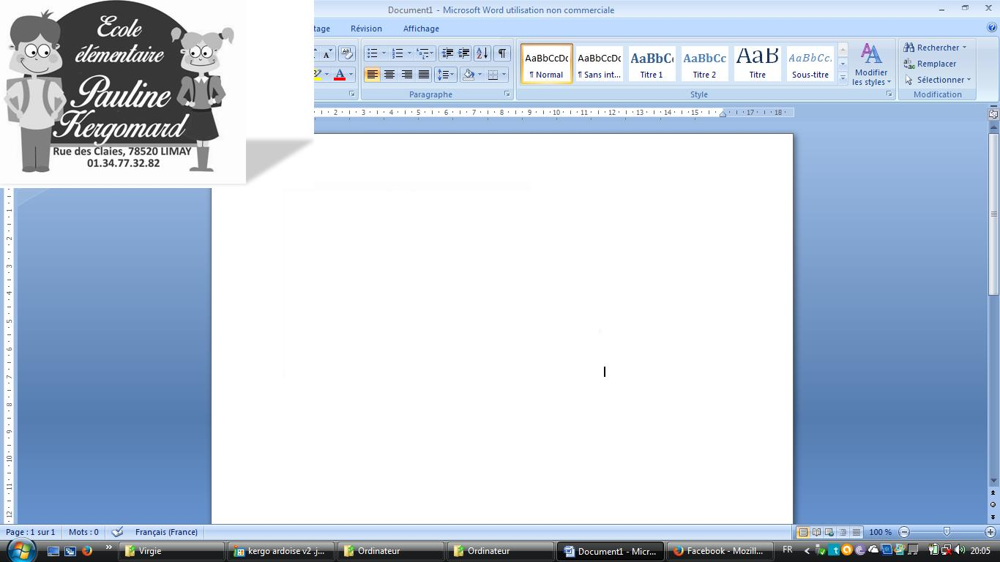 Ecole
élémentaire
Pauline
Kergomard
Rue des Claies, 78520 LIMAY
01.34.77.32.82
Document1 - Microsoft Word utilisation non commerciale
tage Révision Affichage
AaBbCcDc AaBbCcDc AaBbCc AaBbCc AaB AaBbCc.
¶ Normal ¶ Sans int... Titre 1 Titre 2 Titre Sous-titre
Modifier
les styles
Rechercher
Remplacer
Sélectionner
Paragraphe Style Modification
2 3 4 5 6 7 8 9 10 11 12 13 14 15 17 18
1
2
3
4
5
6
7
8
9
10
11
12
Page : 1 sur 1 Mots : 0 Français (France) 100 %
Virgie kergo ardoise v2 .j... Ordinateur Ordinateur Document1 - Micr... Facebook - Mozill... FR 20:05